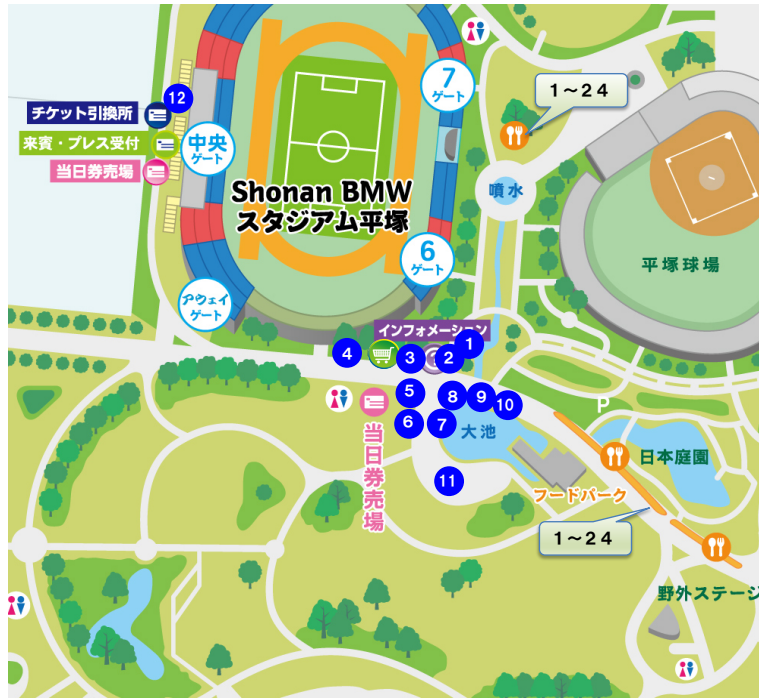 7
ゲート
1～24
12
チケット引換所
来賓・プレス受付
中央
ゲート
当日券売場
噴水
Shonan BMW
スタジアム平塚
6
ゲート
平塚球場
アウェイ
ゲート
インフォメーション
1
2
3
4
5
6
7
8
9
10
11
P
大池
当日券売場
日本庭園
フードパーク
1～24
野外ステージ